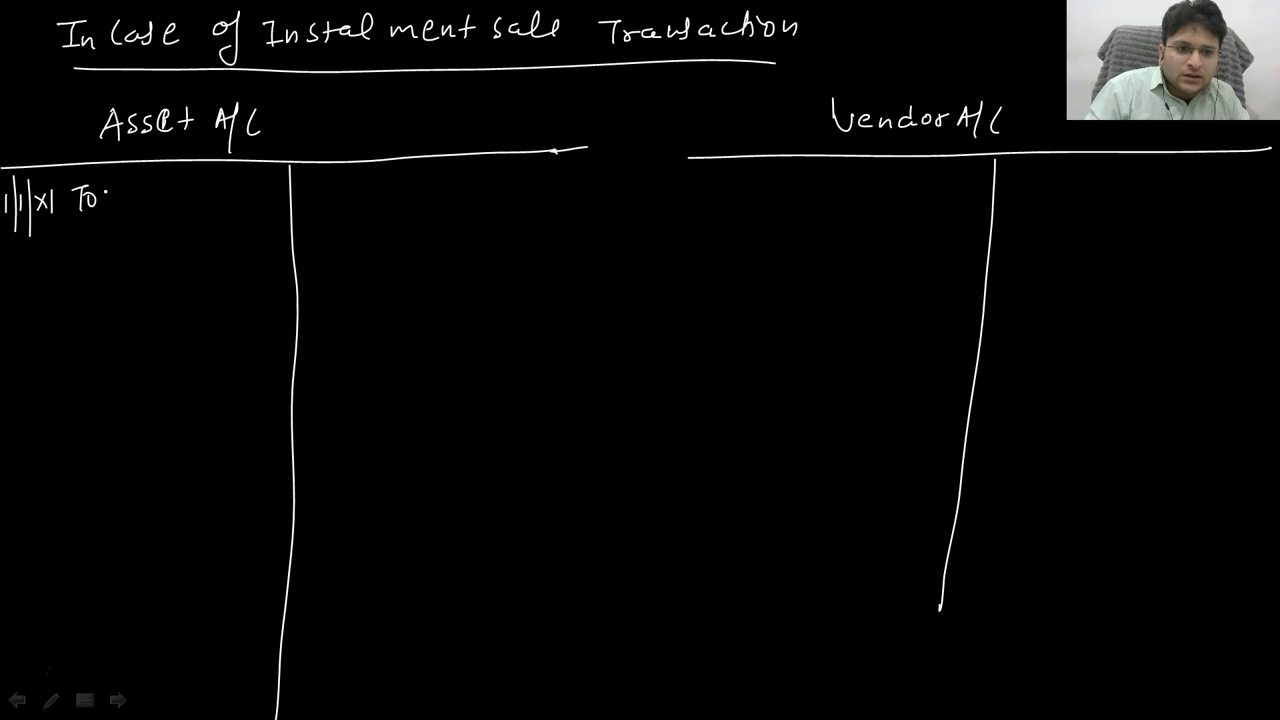 In Case of Instalment sale Transaction
Asset A/C
Vendor A/C
1|1|X1 To